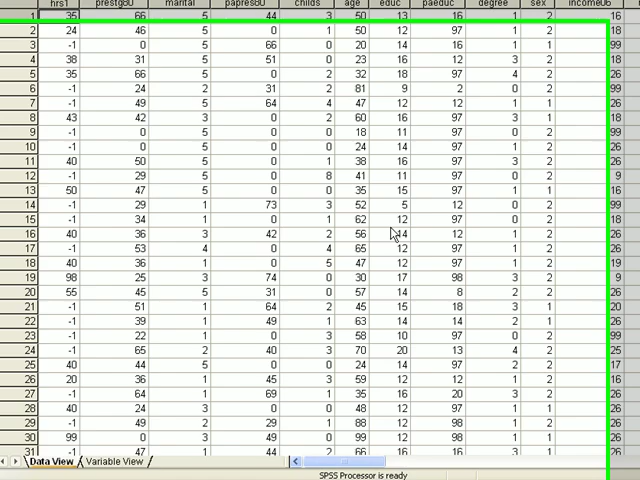 hrs1 prestg80 marital papres80 childs age educ paeduc degree sex income06
1 35 66 5 44 3 50 13 16 1 2 16
2 24 46 5 0 1 50 12 97 1 2 18
3 -1 0 5 66 0 20 14 16 1 1 99
4 38 31 5 51 0 23 16 12 3 2 26
5 35 66 5 0 2 32 18 97 4 2 26
6 -1 24 2 31 2 81 9 2 0 2 99
7 -1 49 5 64 4 47 12 12 1 1 26
8 43 42 3 0 2 60 16 97 3 1 18
9 -1 0 5 0 0 18 11 97 0 2 99
10 -1 0 5 0 0 24 14 97 1 2 26
11 40 50 5 0 1 38 16 97 3 2 26
12 -1 29 5 0 8 41 11 97 0 2 9
13 50 47 5 0 0 35 15 97 1 1 16
14 -1 29 1 73 3 52 5 12 0 2 99
15 -1 34 1 0 1 62 12 97 0 2 18
16 40 36 3 42 2 56 14 12 1 2 26
17 -1 53 4 0 4 65 12 97 1 2 26
18 40 36 1 0 5 47 12 97 1 2 19
19 98 25 3 74 0 30 17 98 3 2 9
20 55 45 5 31 0 57 14 8 2 2 26
21 -1 51 1 64 2 45 15 18 3 1 20
22 -1 39 1 49 1 63 14 14 2 1 26
23 -1 22 1 0 3 58 10 97 0 2 25
24 -1 65 2 40 3 70 20 13 4 2 25
25 40 44 5 0 0 24 14 97 2 2 17
26 20 36 1 45 3 59 12 12 1 2 16
27 -1 64 1 69 1 35 16 20 3 2 26
28 40 24 3 0 0 48 12 97 1 1 26
29 -1 49 2 29 1 88 12 98 1 2 26
30 99 0 3 49 0 99 12 98 1 1 26
31 -1 47 1 44 2 66 16 16 3 1 26
Data View Variable View
SPSS Processor is ready